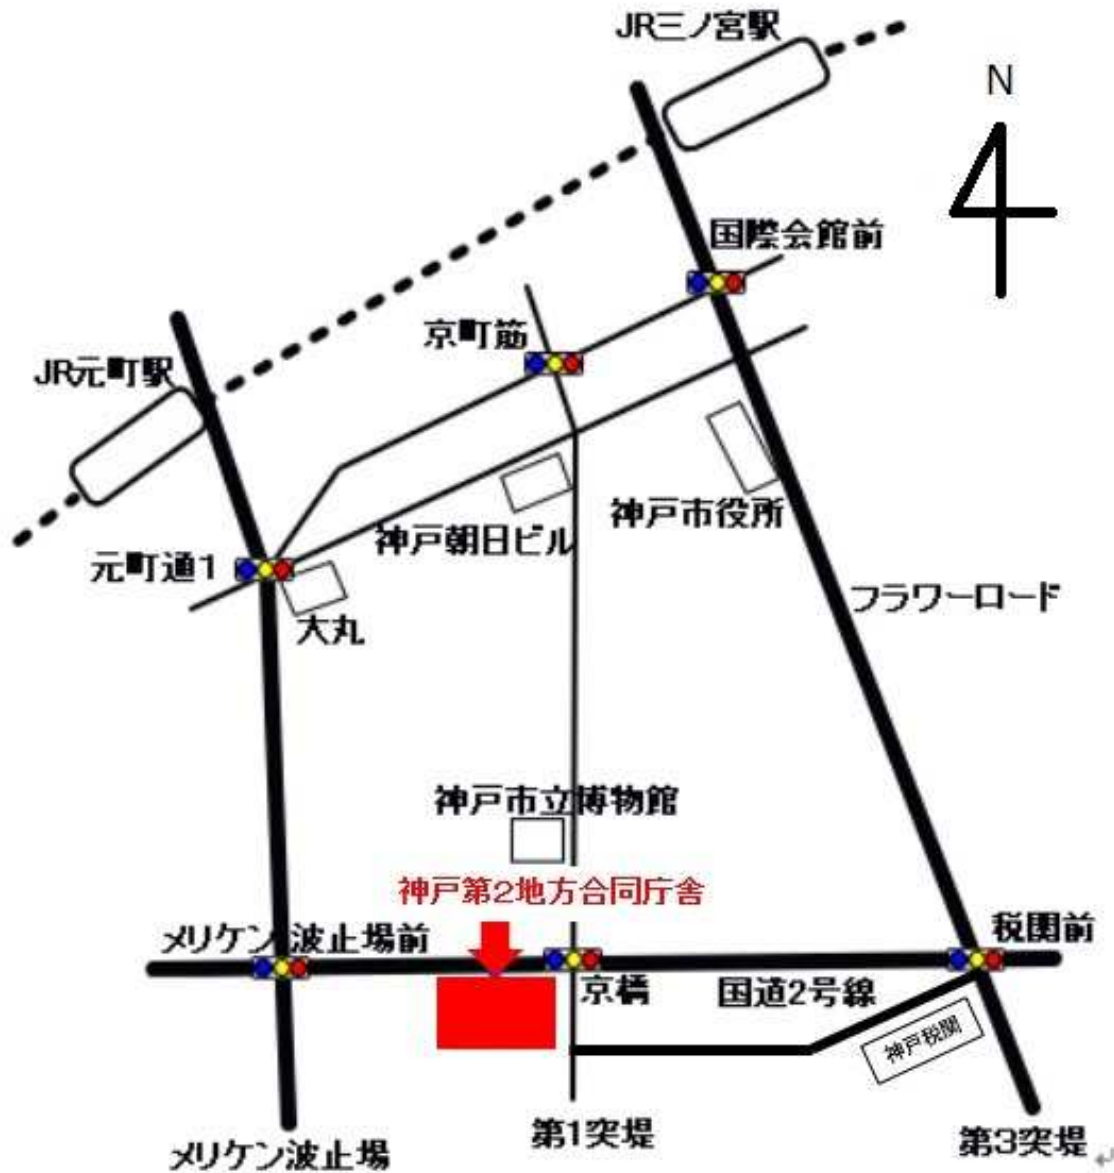 JR三ノ宮駅
N
国際会館前
京町筋
JR元町駅
神戸市役所
神戸朝日ビル
元町通1
フラワーロード
大丸
神戸市立博物館
神戸第2地方合同庁舎
税関前
メリケン波止場前
京橋
国道2号線
神戸税関
第1突堤
第3突堤
メリケン波止場